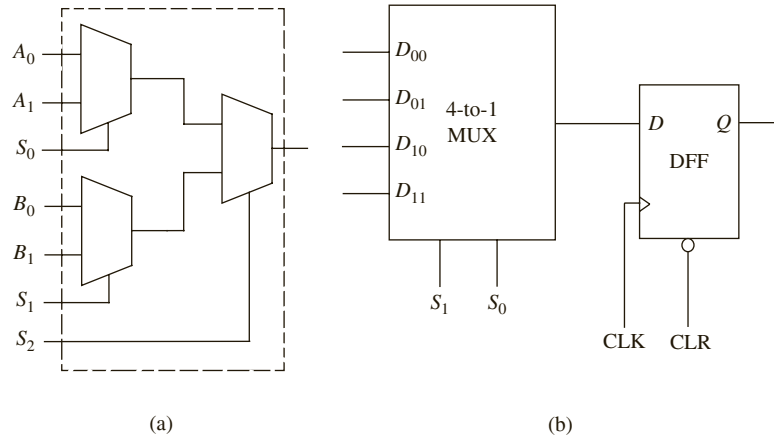 A₀
A₁
S₀
B₀
B₁
S₁
S₂
(a)
D₀₀
D₀₁
D₁₀
D₁₁
4-to-1
MUX
S₁ S₀
D Q
DFF
CLK CLR
(b)